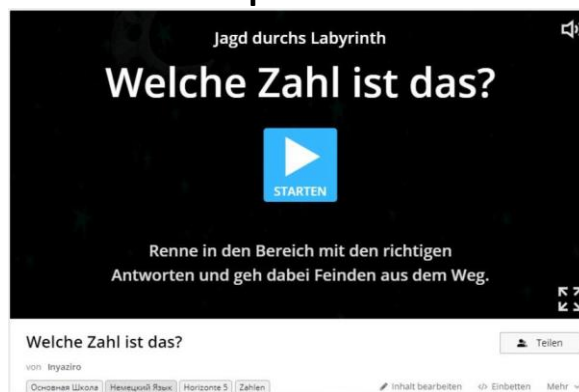 Jagd durchs Labyrinth
Welche Zahl ist das?
STARTEN
Renne in den Bereich mit den richtigen
Antworten und geh dabei Feinden aus dem Weg.
Welche Zahl ist das?
Teilen
von Inyaziro
Основная Школа Немецкий Язык Horizonte 5 Zahlen
Inhalt bearbeiten </> Einbetten Mehr